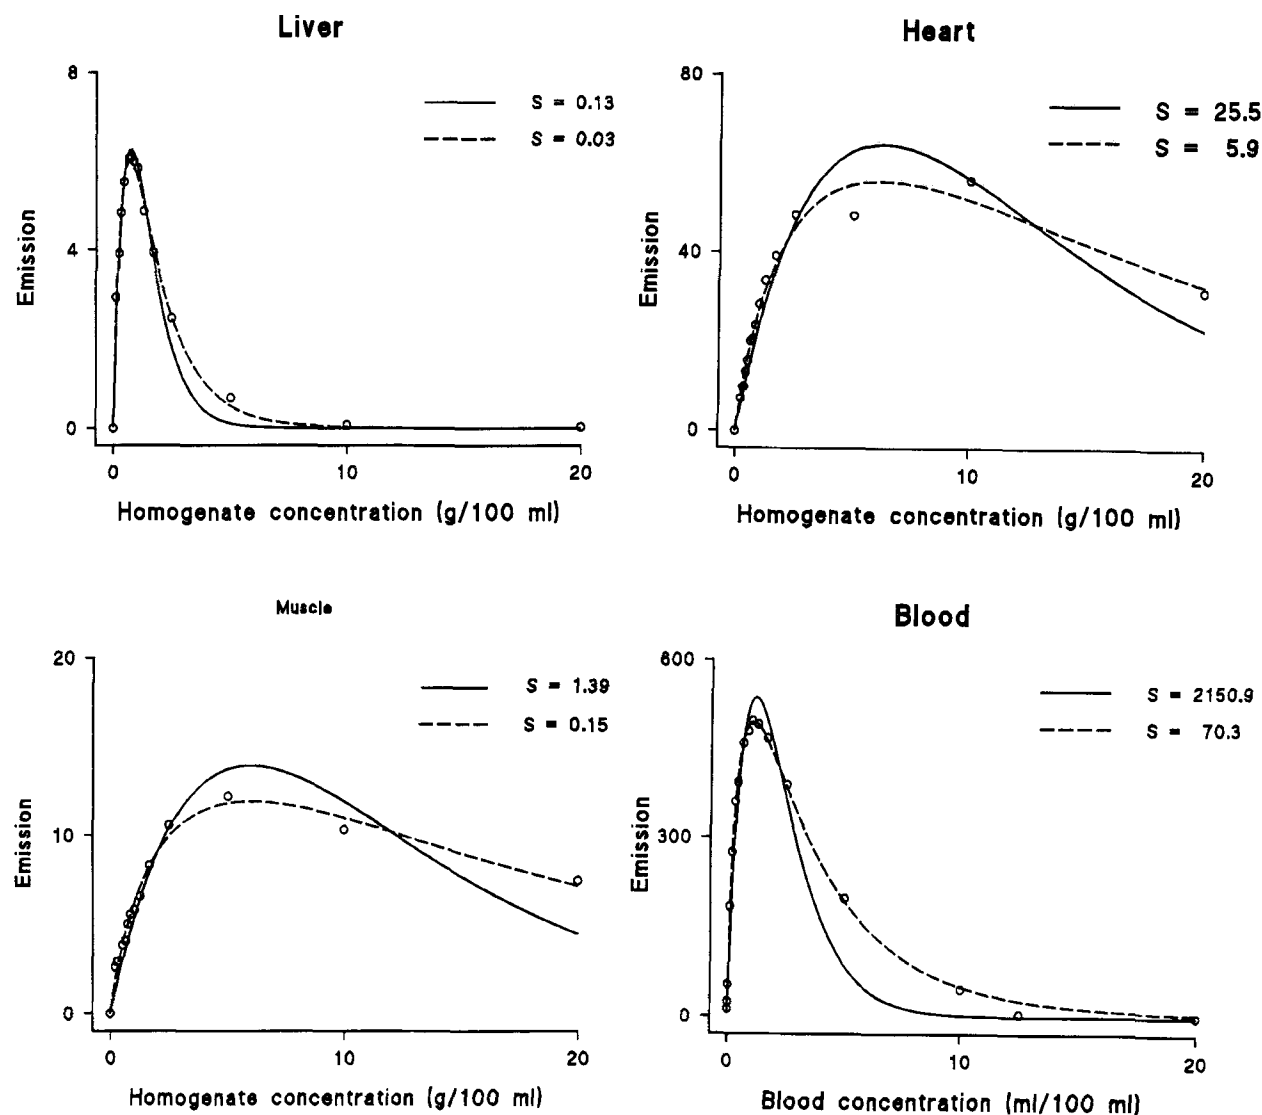 Liver
8
4
0
Emission
S = 0.13
S = 0.03
0
10
20
Homogenate concentration (g/100 ml)
Heart
80
40
0
Emission
S = 25.5
S = 5.9
0
10
20
Homogenate concentration (g/100 ml)
Muscle
20
10
0
Emission
S = 1.39
S = 0.15
0
10
20
Homogenate concentration (g/100 ml)
Blood
600
300
0
Emission
S = 2150.9
S = 70.3
0
10
20
Blood concentration (ml/100 ml)